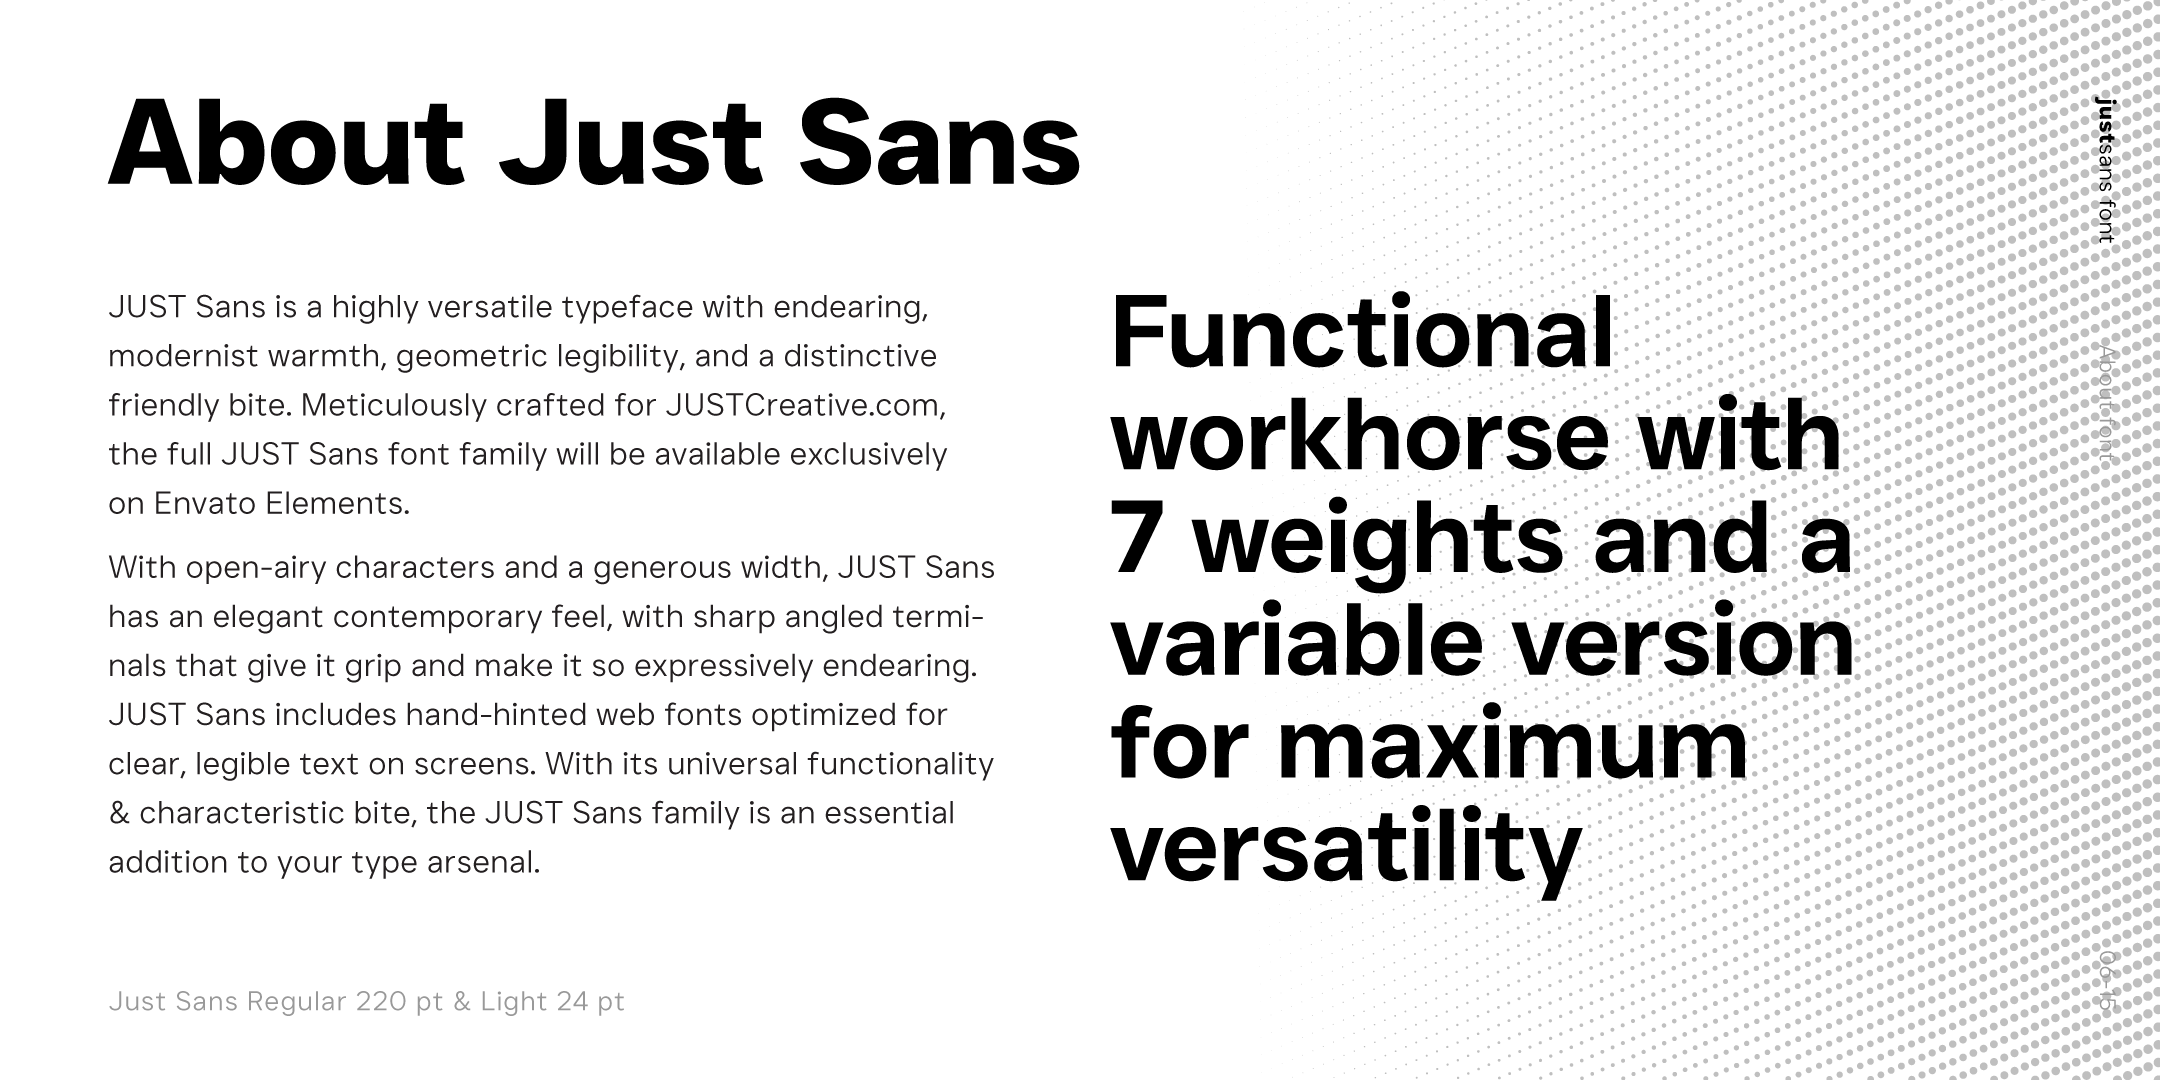 About Just Sans
JUST Sans is a highly versatile typeface with endearing,
modernist warmth, geometric legibility, and a distinctive
friendly bite. Meticulously crafted for JUSTCreative.com,
the full JUST Sans font family will be available exclusively
on Envato Elements.
With open-airy characters and a generous width, JUST Sans
has an elegant contemporary feel, with sharp angled termi-
nals that give it grip and make it so expressively endearing.
JUST Sans includes hand-hinted web fonts optimized for
clear, legible text on screens. With its universal functionality
& characteristic bite, the JUST Sans family is an essential
addition to your type arsenal.
Functional
workhorse with
7 weights and a
variable version
for maximum
versatility
Just Sans Regular 220 pt & Light 24 pt
justsans font
About font
06-15